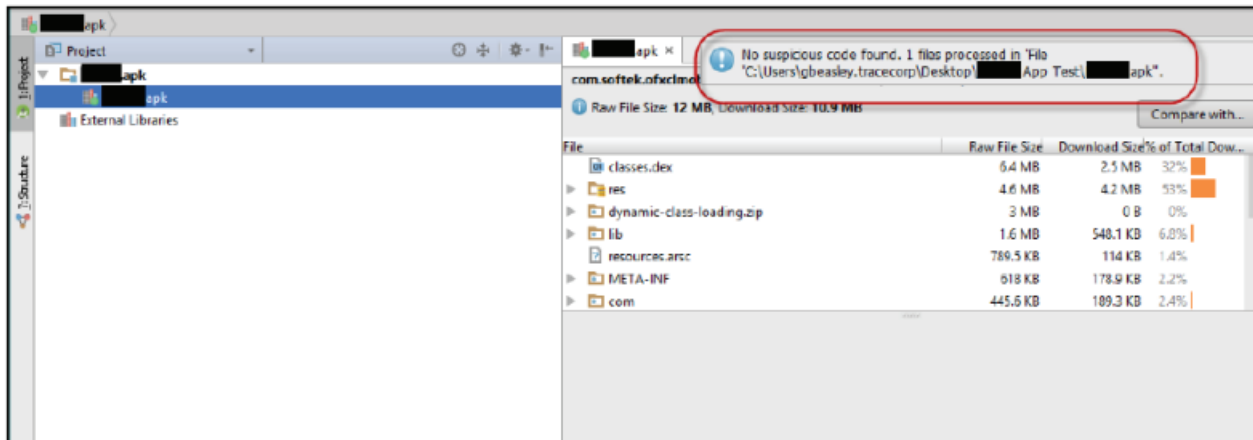 apk
Project
1: Project
apk
apk
External Libraries
7: Structure
apk ×
No suspicious code found. 1 files processed in 'File
"C:\Users\gbeasley.tracecorp\Desktop\ App Test\ apk"'.
com.softek.ofxclmo
Raw File Size: 12 MB, Download Size: 10.9 MB
Compare with...
File Raw File Size Download Size % of Total Dow...
classes.dex 6.4 MB 2.5 MB 32%
res 4.6 MB 4.2 MB 53%
dynamic-class-loading.zip 3 MB 0 B 0%
lib 1.6 MB 548.1 KB 6.8%
resources.arsc 789.5 KB 114 KB 1.4%
META-INF 618 KB 178.9 KB 2.2%
com 445.6 KB 189.3 KB 2.4%